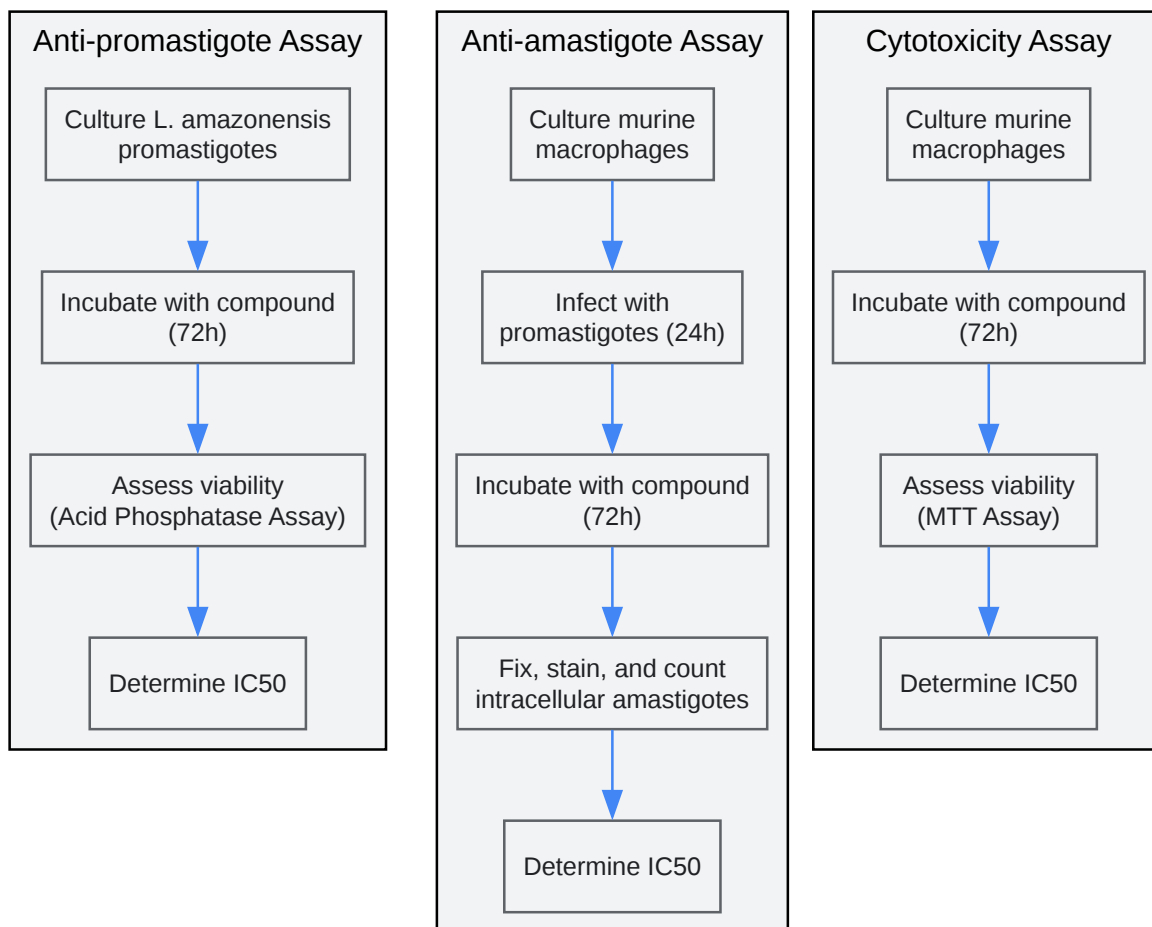 Anti-promastigote Assay
Culture L. amazonensis
promastigotes
Incubate with compound
(72h)
Assess viability
(Acid Phosphatase Assay)
Determine IC50
Anti-amastigote Assay
Culture murine
macrophages
Infect with
promastigotes (24h)
Incubate with compound
(72h)
Fix, stain, and count
intracellular amastigotes
Determine IC50
Cytotoxicity Assay
Culture murine
macrophages
Incubate with compound
(72h)
Assess viability
(MTT Assay)
Determine IC50